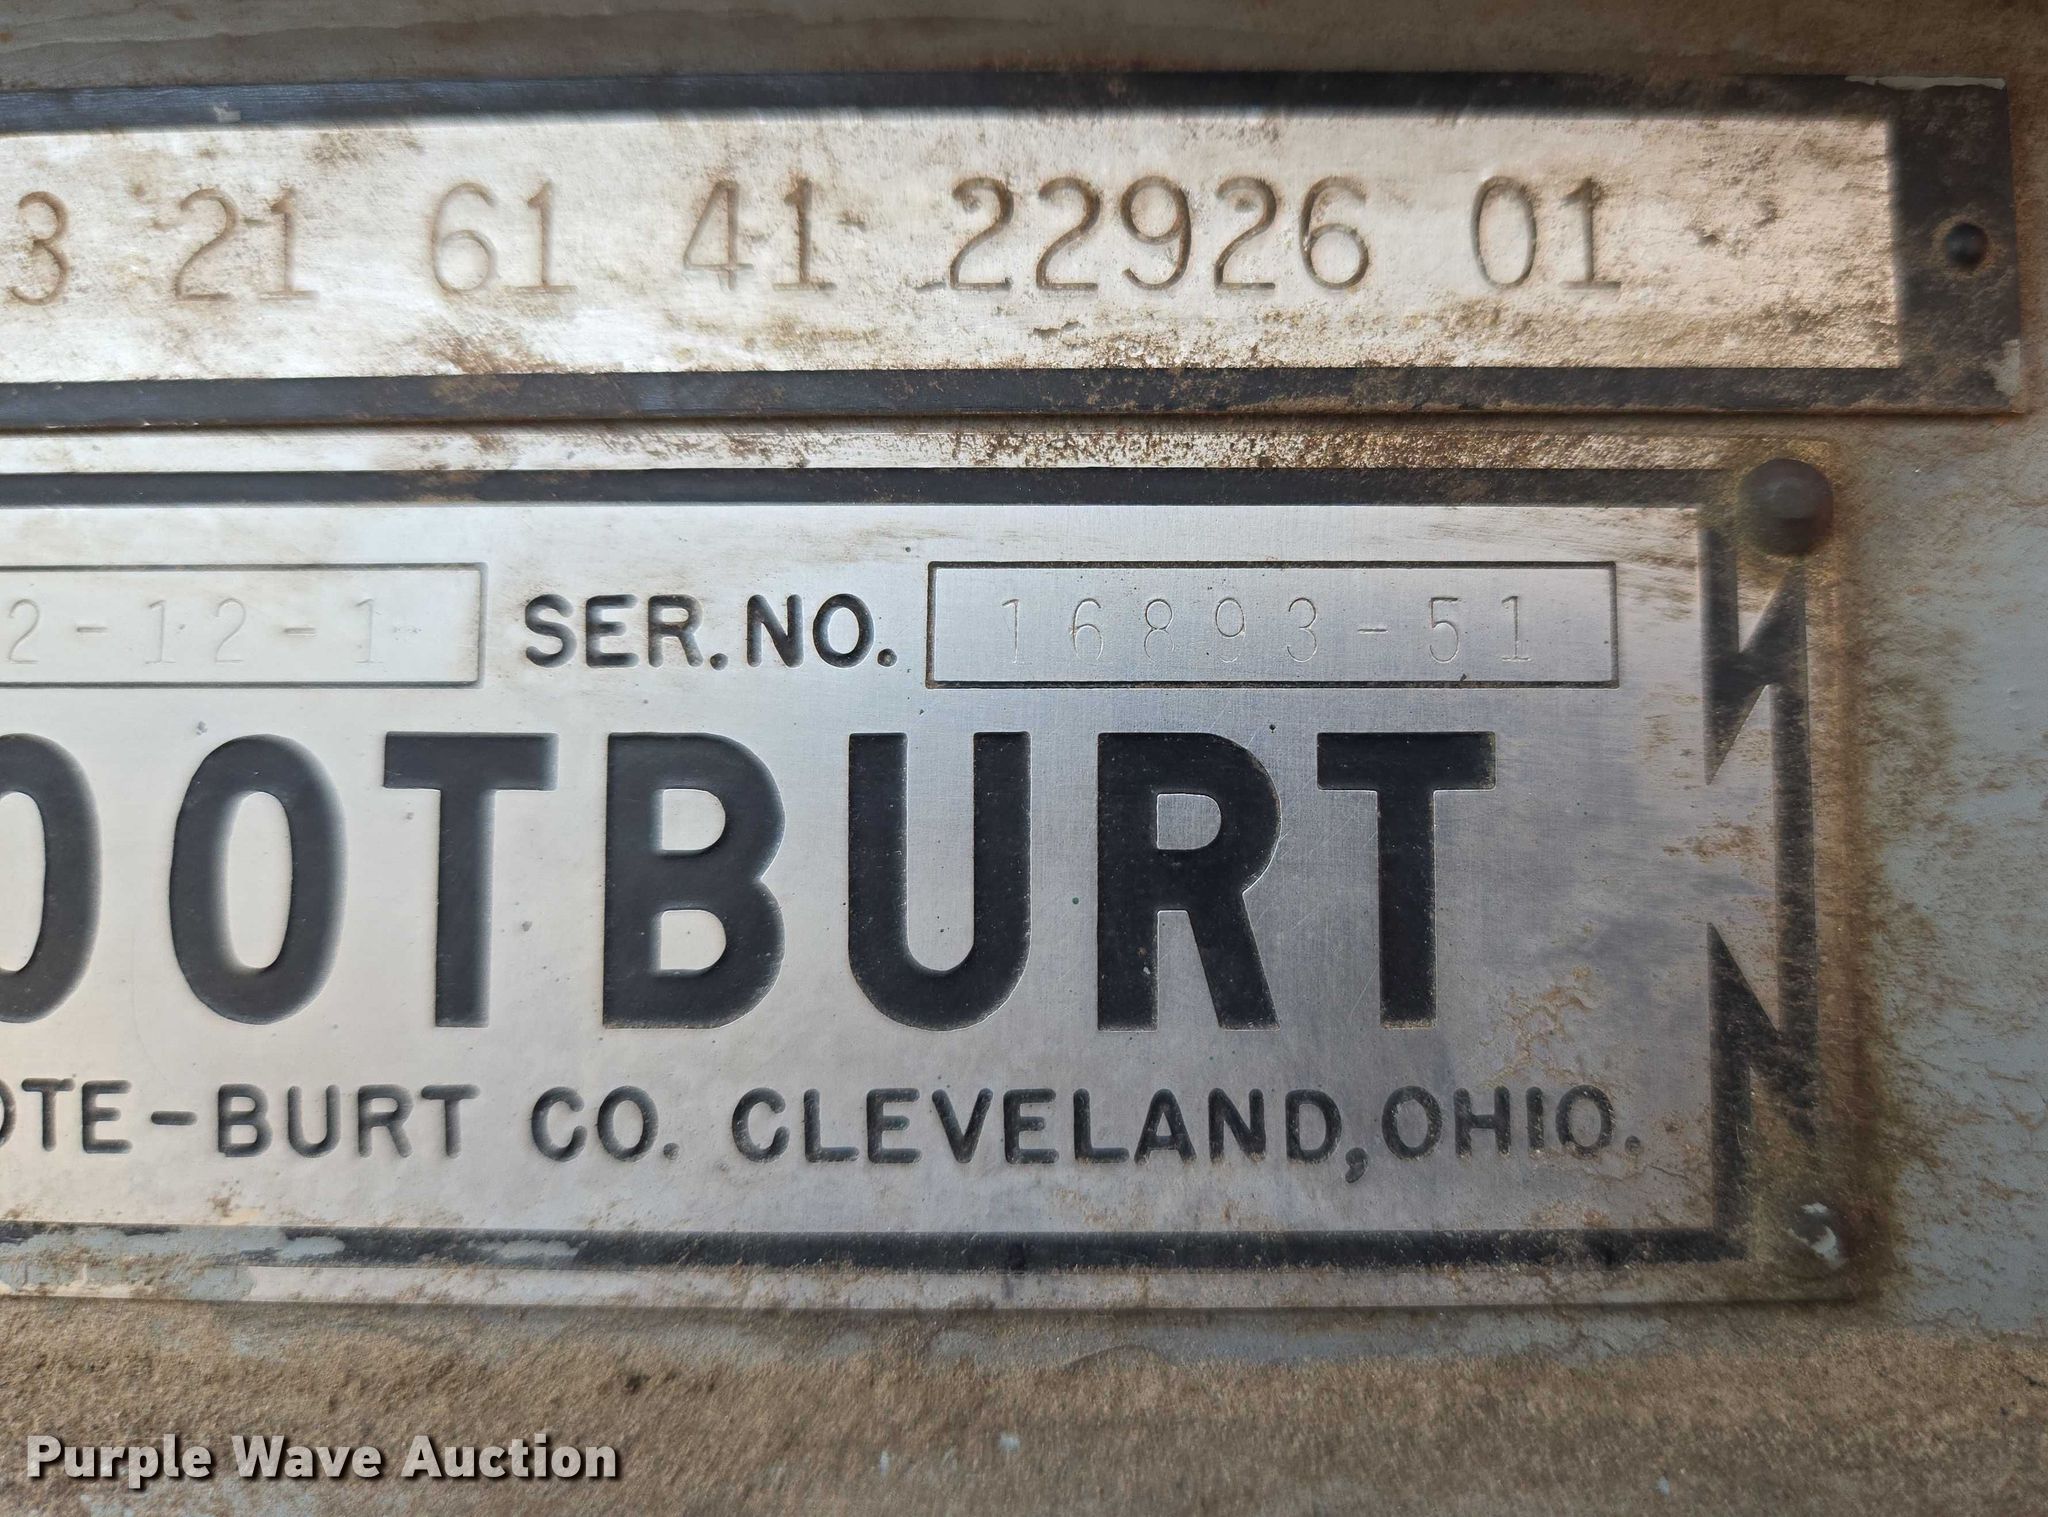 3 21 61 41 22926 01
2-12-1 SER.NO. 16893-51
OOTBURT
OTE-BURT CO. CLEVELAND, OHIO.
Purple Wave Auction